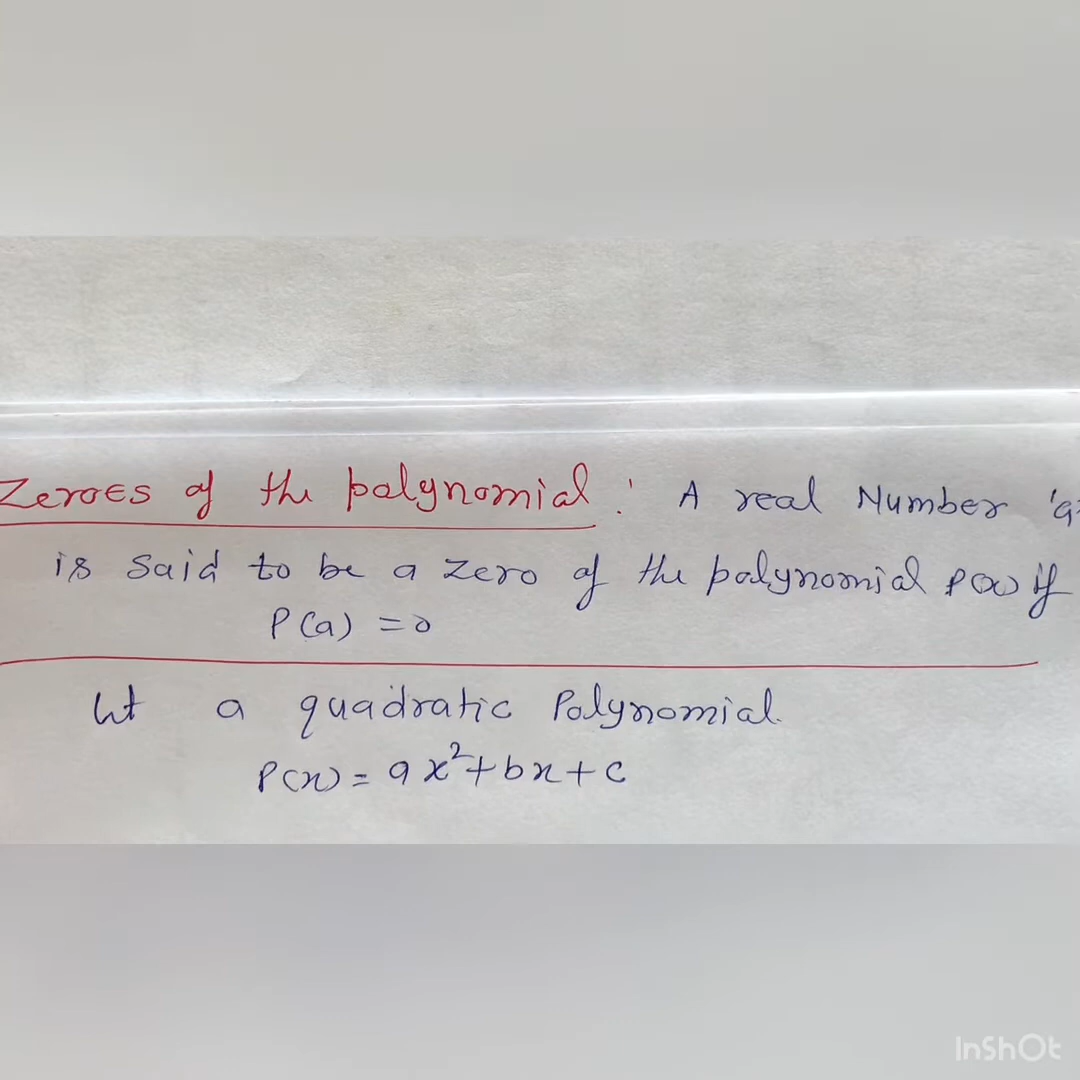 Zeroes of the polynomial : A real Number 'a'
is said to be a zero of the polynomial P(x) if
P(a) = 0
let a quadratic Polynomial.
P(x) = ax²+bx+c
InShOt